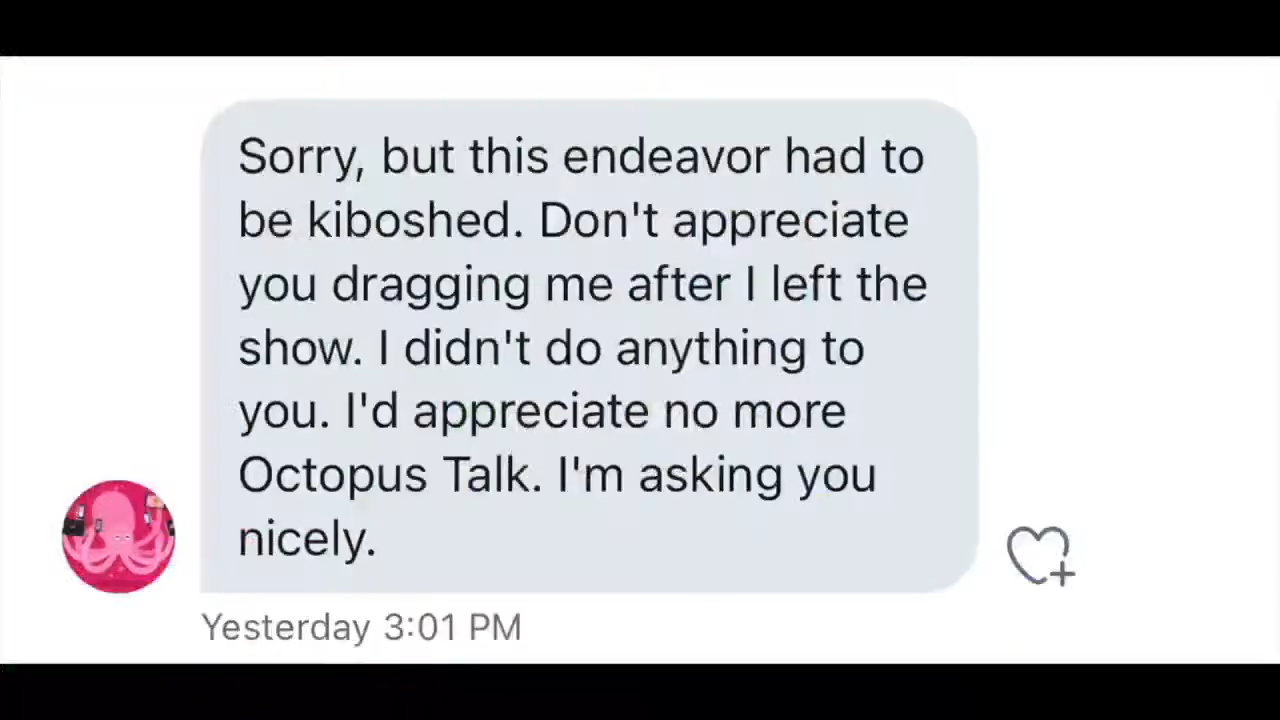 Sorry, but this endeavor had to
be kiboshed. Don't appreciate
you dragging me after I left the
show. I didn't do anything to
you. I'd appreciate no more
Octopus Talk. I'm asking you
nicely.
Yesterday 3:01 PM